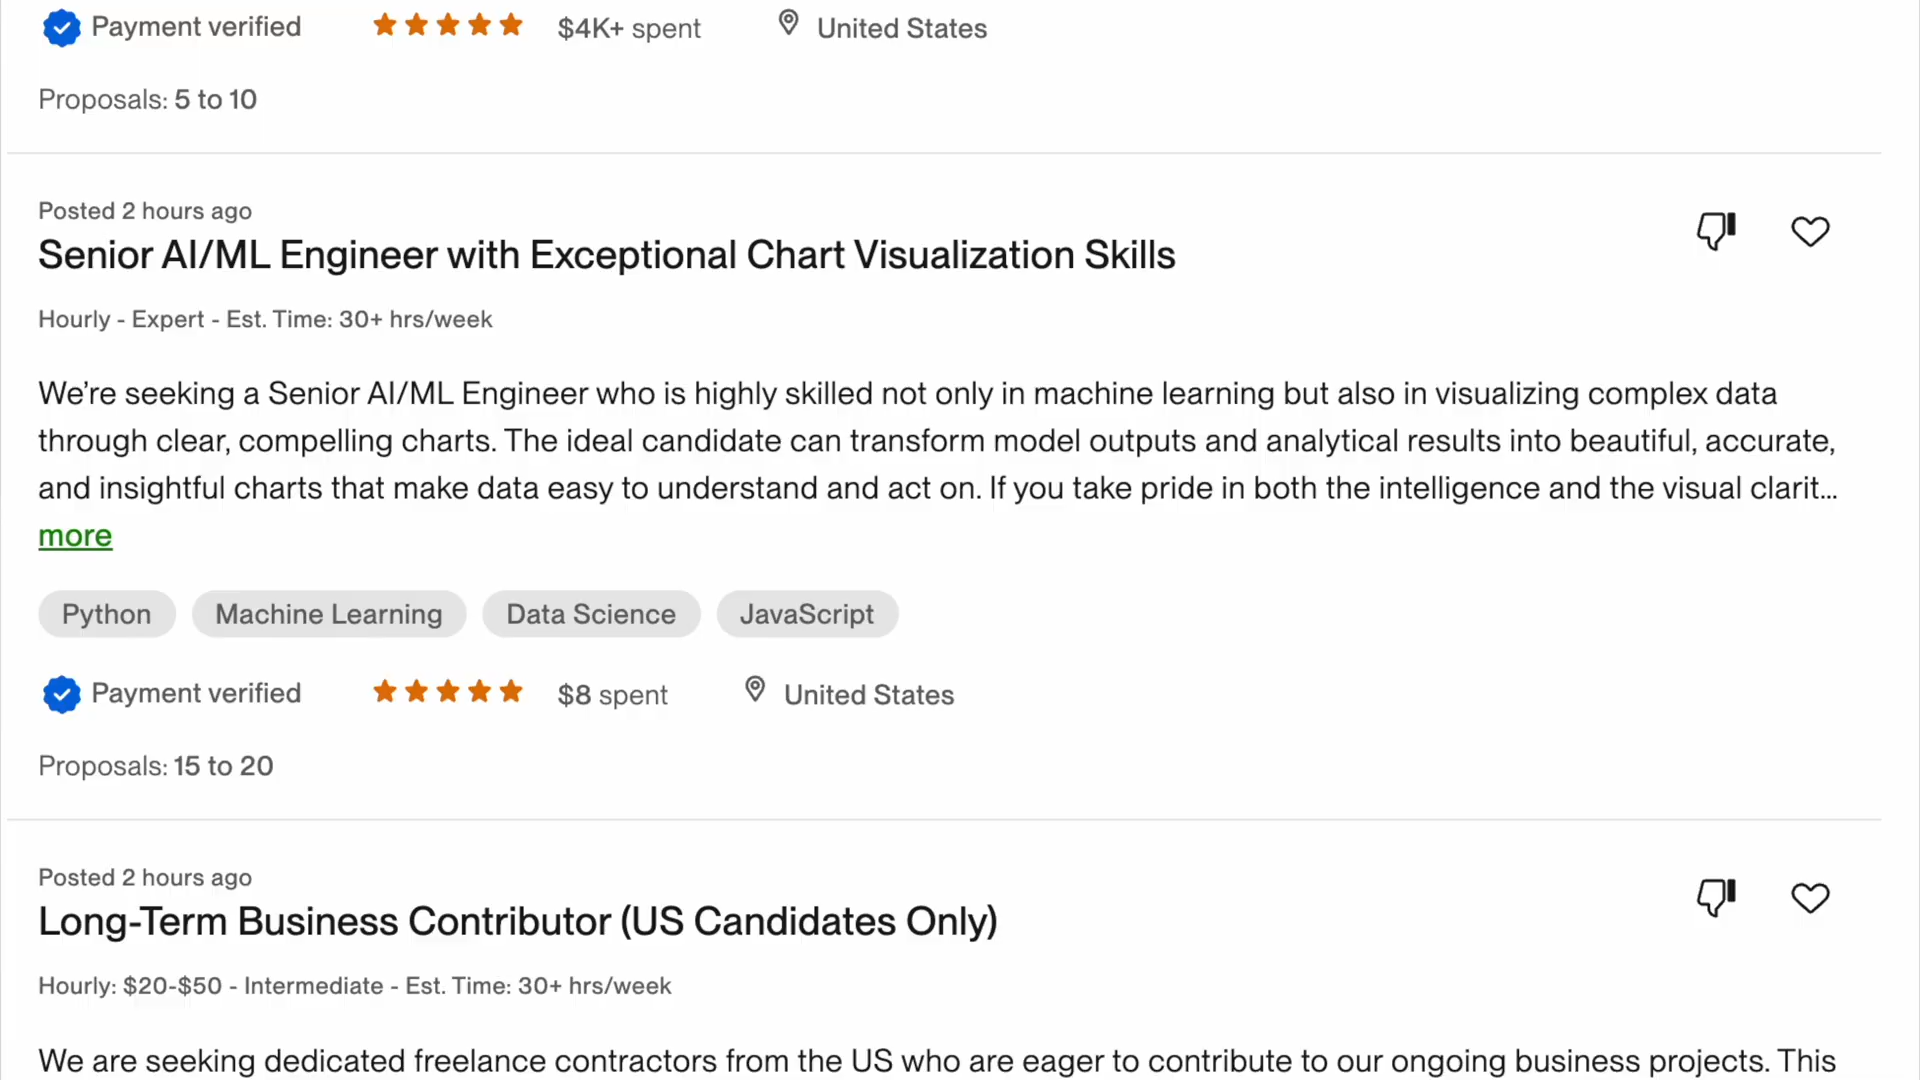 Payment verified $4K+ spent United States
Proposals: 5 to 10
Posted 2 hours ago
Senior AI/ML Engineer with Exceptional Chart Visualization Skills
Hourly - Expert - Est. Time: 30+ hrs/week
We’re seeking a Senior AI/ML Engineer who is highly skilled not only in machine learning but also in visualizing complex data
through clear, compelling charts. The ideal candidate can transform model outputs and analytical results into beautiful, accurate,
and insightful charts that make data easy to understand and act on. If you take pride in both the intelligence and the visual clarit...
more
Python Machine Learning Data Science JavaScript
Payment verified $8 spent United States
Proposals: 15 to 20
Posted 2 hours ago
Long-Term Business Contributor (US Candidates Only)
Hourly: $20-$50 - Intermediate - Est. Time: 30+ hrs/week
We are seeking dedicated freelance contractors from the US who are eager to contribute to our ongoing business projects. This